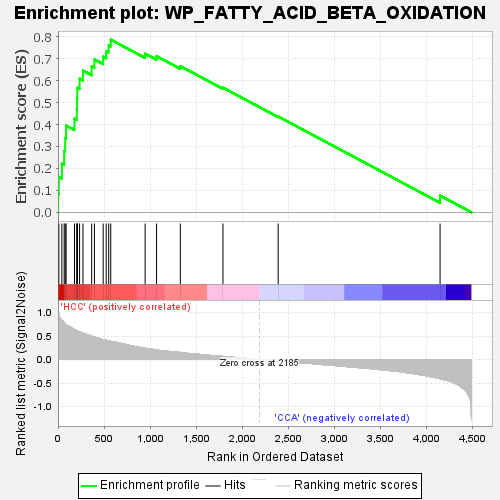 Enrichment plot: WP_FATTY_ACID_BETA_OXIDATION
Enrichment score (ES)
0.8
0.7
0.6
0.5
0.4
0.3
0.2
0.1
0.0
Ranked list metric (Signal2Noise)
1.0
0.5
0.0
-0.5
-1.0
'HCC' (positively correlated)
Zero cross at 2185
'CCA' (negatively correlated)
0 500 1,000 1,500 2,000 2,500 3,000 3,500 4,000 4,500
Rank in Ordered Dataset
Enrichment profile Hits Ranking metric scores